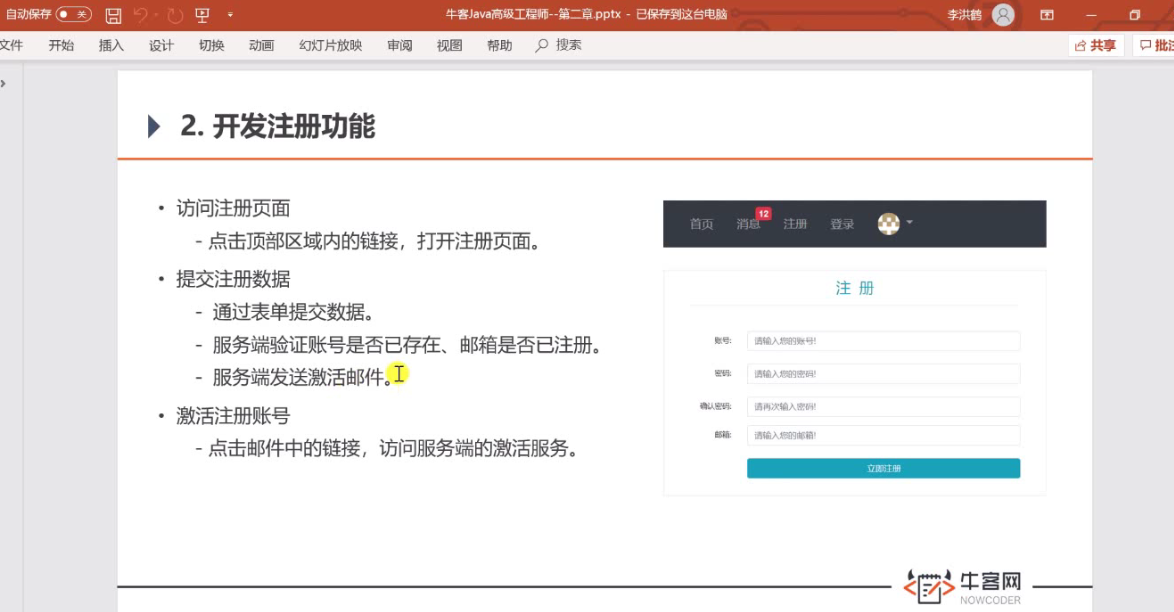 自动保存 关
牛客Java高级工程师--第二章.pptx - 已保存到这台电脑
李洪鹤
文件 开始 插入 设计 切换 动画 幻灯片放映 审阅 视图 帮助 搜索
共享
批注
2. 开发注册功能
• 访问注册页面
- 点击顶部区域内的链接，打开注册页面。
• 提交注册数据
- 通过表单提交数据。
- 服务端验证账号是否已存在、邮箱是否已注册。
- 服务端发送激活邮件。
• 激活注册账号
- 点击邮件中的链接，访问服务端的激活服务。
首页 消息 12 注册 登录
注 册
账号: 请输入您的账号!
密码: 请输入您的密码!
确认密码: 请再次输入密码!
邮箱: 请输入您的邮箱!
立即注册
牛客网
NOWCODER